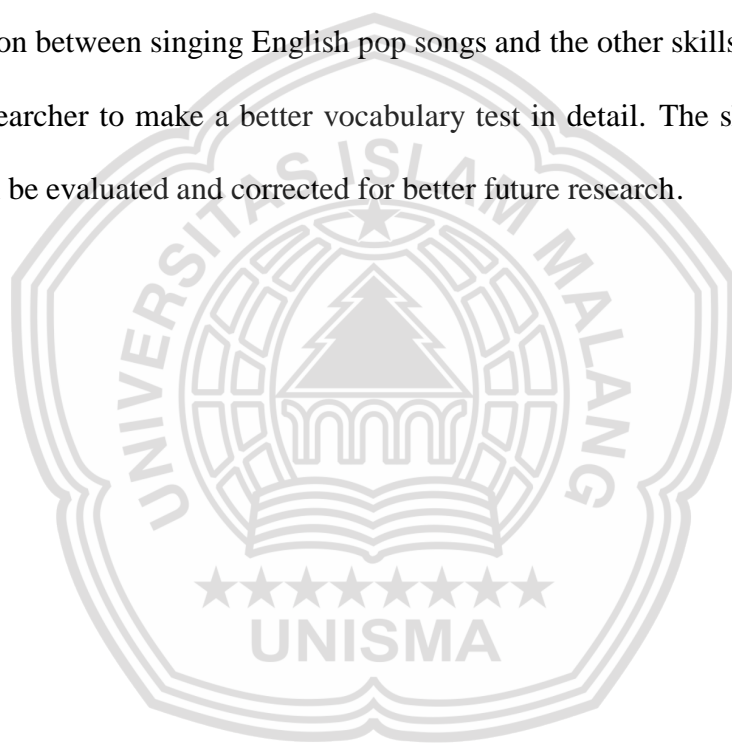 on between singing English pop songs and the other skills
earcher to make a better vocabulary test in detail. The s
be evaluated and corrected for better future research.
UNIVERSITAS ISLAM MALANG
UNISMA